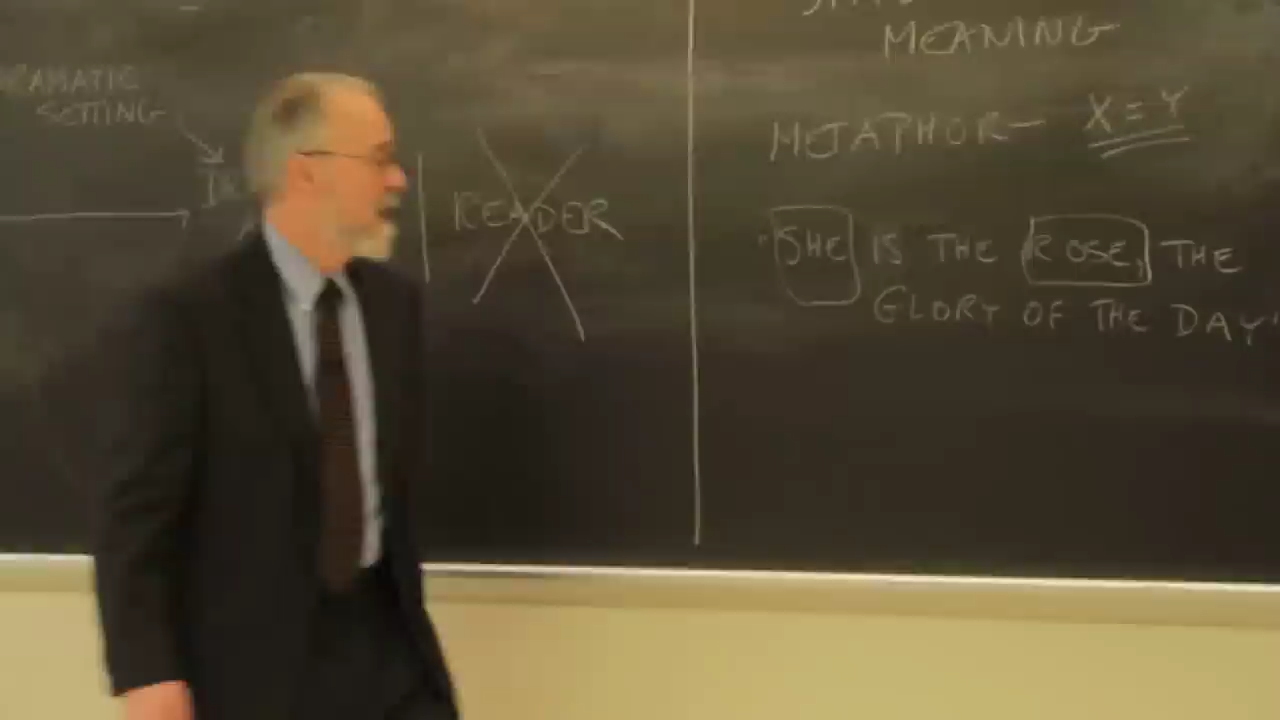 SETTING
READER
MEANING
METAPHOR— X = Y
"SHE IS THE ROSE, THE
GLORY OF THE DAY"